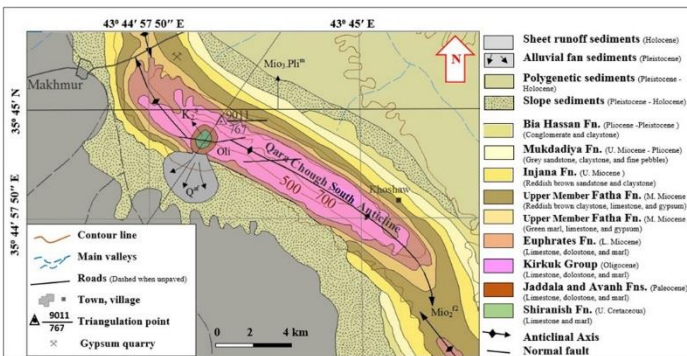 43° 44' 57 50" E
43° 45' E
Makhmur
35° 45' N
35° 44' 57 50" N
N
Mio₃.Pliᵐ
9011
767
Oli
Qara Chough South Anticline
500
700
Khoshaw
Mio₂ᶠ²
Contour line
Main valleys
Roads (Dashed when unpaved)
Town, village
9011
767
Triangulation point
Gypsum quarry
0 2 4 km
Sheet runoff sediments (Holocene)
Alluvial fan sediments (Pleistocene)
Polygenetic sediments (Pleistocene - Holocene)
Slope sediments (Pleistocene - Holocene)
Bia Hassan Fn. (Pliocene -Pleistocene )
(Conglomerate and claystone)
Mukdadiya Fn. (U. Miocene - Pliocene)
(Grey sandstone, claystone, and fine pebbles)
Injana Fn. (U. Miocene )
(Reddish brown sandstone and claystone)
Upper Member Fatha Fn. (M. Miocene)
(Reddish brown claystone, limestone, and gypsum)
Upper Member Fatha Fn. (M. Miocene)
(Green marl, limestone, and gypsum)
Euphrates Fn. (L. Miocene)
(Limestone, dolostone, and marl)
Kirkuk Group (Oligocene)
(Limestone, dolostone, and marl)
Jaddala and Avanh Fns. (Paleocene)
(Limestone, dolostone, and marl)
Shiranish Fn. (U. Cretaceous)
(Limestone and marl)
Anticlinal Axis
Normal fault